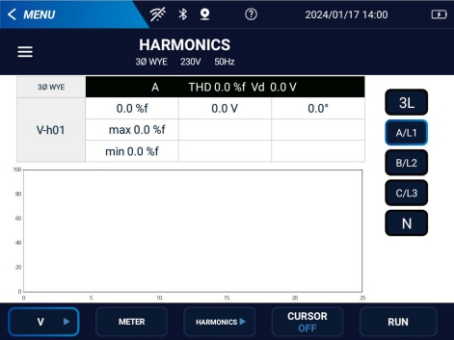 < MENU 2024/01/17 14:00
HARMONICS
3Ø WYE 230V 50Hz
3Ø WYE A THD 0.0 %f Vd 0.0 V
V-h01 0.0 %f 0.0 V 0.0°
max 0.0 %f
min 0.0 %f
3L
A/L1
B/L2
C/L3
N
100
80
60
40
20
0
0 5 10 15 20 25
V METER HARMONICS CURSOR OFF RUN